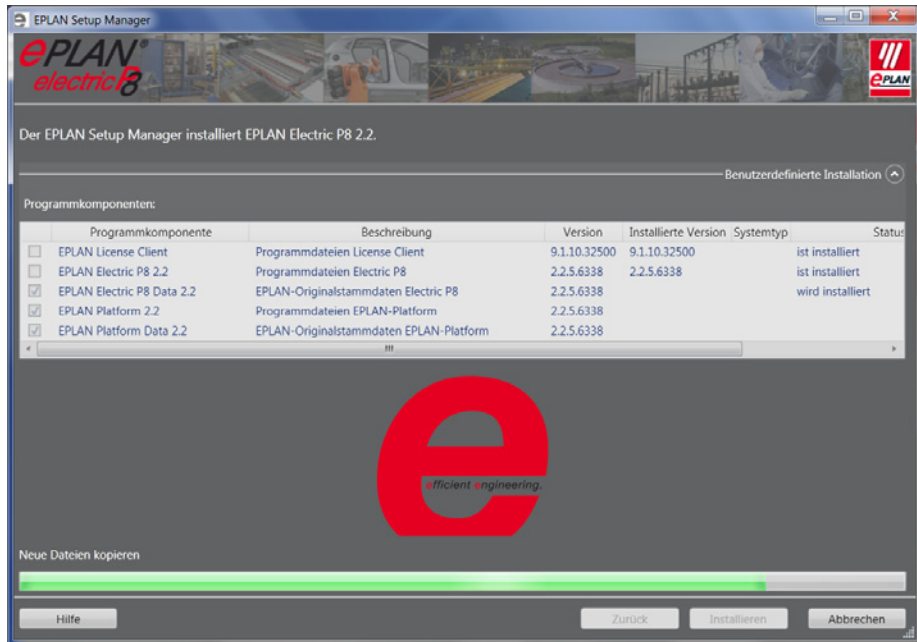 EPLAN Setup Manager
ePLAN®
electric P8
ePLAN
Der EPLAN Setup Manager installiert EPLAN Electric P8 2.2.
Benutzerdefinierte Installation
Programmkomponenten:
Programmkomponente Beschreibung Version Installierte Version Systemtyp Status
EPLAN License Client Programmdateien License Client 9.1.10.32500 9.1.10.32500 ist installiert
EPLAN Electric P8 2.2 Programmdateien Electric P8 2.2.5.6338 2.2.5.6338 ist installiert
EPLAN Electric P8 Data 2.2 EPLAN-Originalstammdaten Electric P8 2.2.5.6338 wird installiert
EPLAN Platform 2.2 Programmdateien EPLAN-Platform 2.2.5.6338
EPLAN Platform Data 2.2 EPLAN-Originalstammdaten EPLAN-Platform 2.2.5.6338
e
efficient engineering.
Neue Dateien kopieren
Hilfe Zurück Installieren Abbrechen